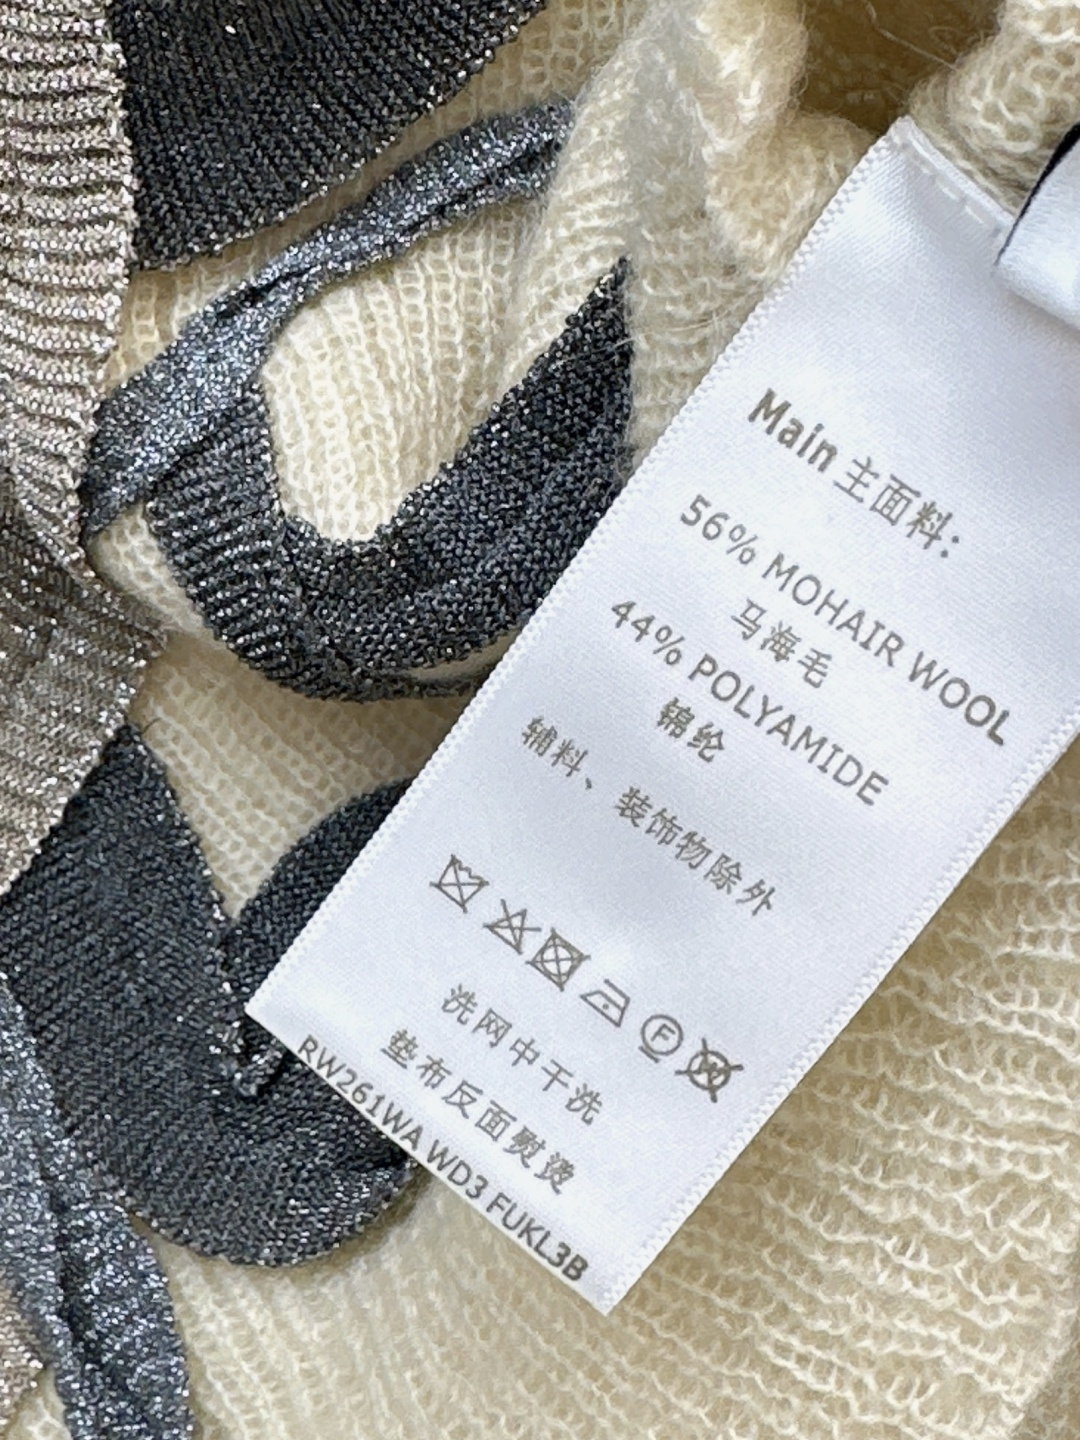 Main 主面料:
56% MOHAIR WOOL
马海毛
44% POLYAMIDE
锦纶
辅料、装饰物除外
F
洗网中干洗
垫布反面熨烫
RW261WA WD3 FUKL3B